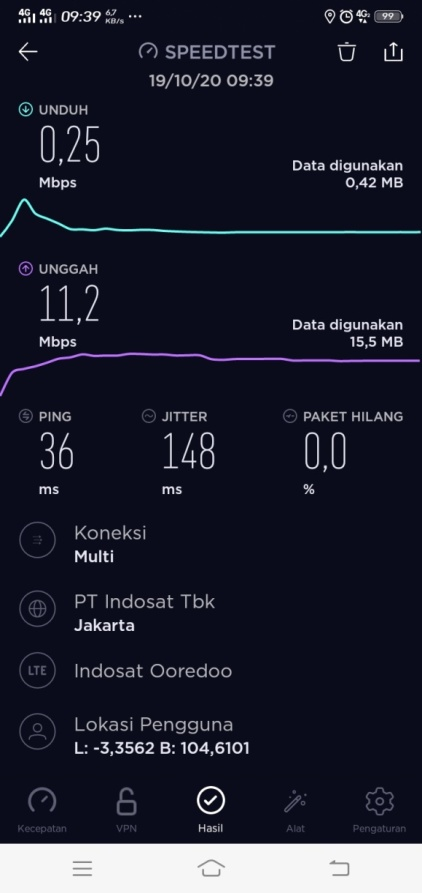 4G 4G 09:39 6,7 KB/s ... 4G 99
SPEEDTEST
19/10/20 09:39
UNDUH
0,25
Mbps
Data digunakan
0,42 MB
UNGGAH
11,2
Mbps
Data digunakan
15,5 MB
PING JITTER PAKET HILANG
36 148 0,0
ms ms %
Koneksi
Multi
PT Indosat Tbk
Jakarta
LTE Indosat Ooredoo
Lokasi Pengguna
L: -3,3562 B: 104,6101
Kecepatan VPN Hasil Alat Pengaturan